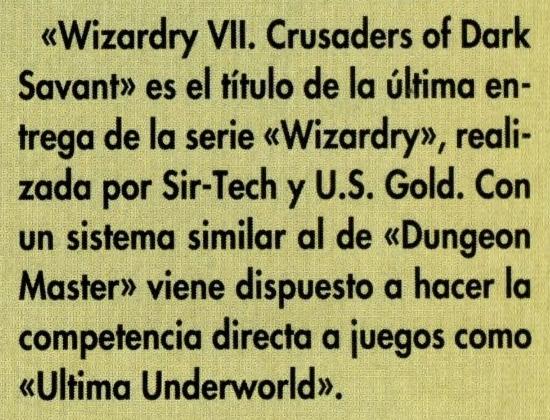 «Wizardry VII. Crusaders of Dark
Savant» es el título de la última en-
trega de la serie «Wizardry», reali-
zada por Sir-Tech y U.S. Gold. Con
un sistema similar al de «Dungeon
Master» viene dispuesto a hacer la
competencia directa a juegos como
«Ultima Underworld».